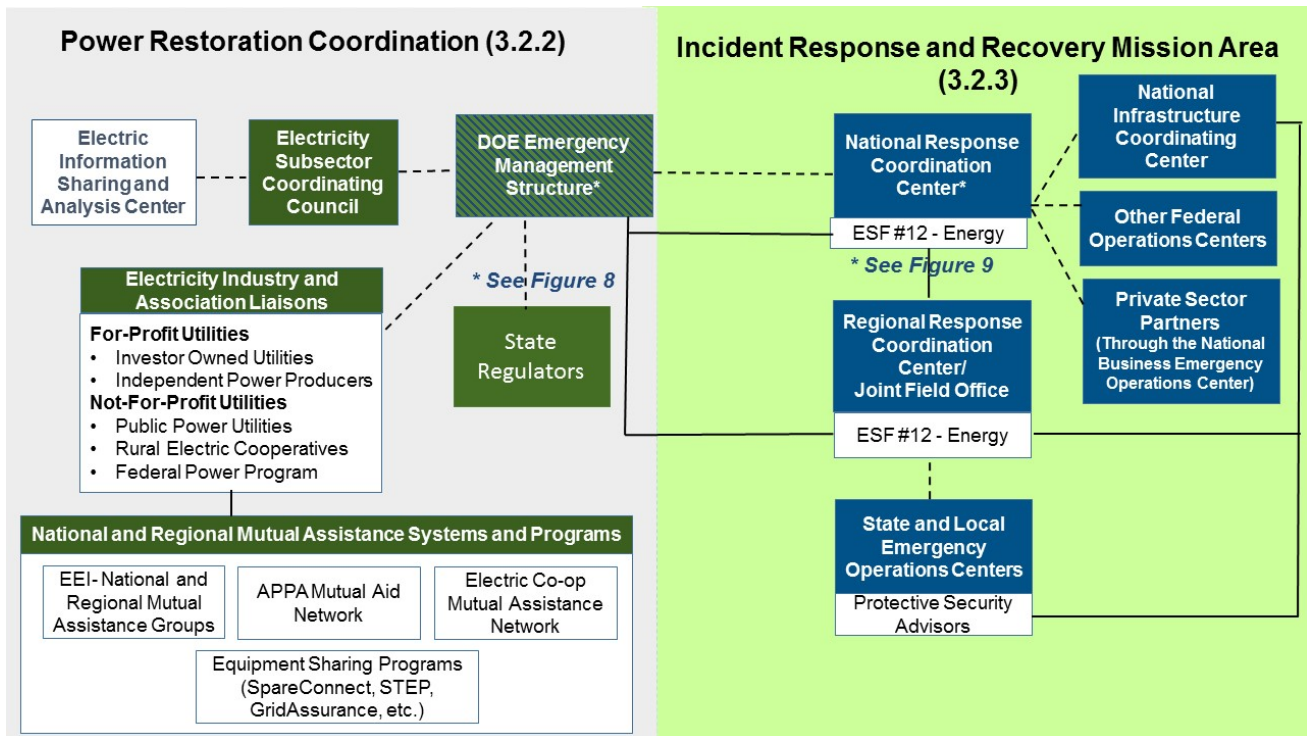 Power Restoration Coordination (3.2.2)
Incident Response and Recovery Mission Area
(3.2.3)
Electric
Information
Sharing and
Analysis Center
Electricity
Subsector
Coordinating
Council
DOE Emergency
Management
Structure*
National Response
Coordination
Center*
ESF #12 - Energy
* See Figure 9
National
Infrastructure
Coordinating
Center
Other Federal
Operations Centers
Private Sector
Partners
(Through the National
Business Emergency
Operations Center)
* See Figure 8
State
Regulators
Electricity Industry and
Association Liaisons
For-Profit Utilities
• Investor Owned Utilities
• Independent Power Producers
Not-For-Profit Utilities
• Public Power Utilities
• Rural Electric Cooperatives
• Federal Power Program
Regional Response
Coordination
Center/
Joint Field Office
ESF #12 - Energy
State and Local
Emergency
Operations Centers
Protective Security
Advisors
National and Regional Mutual Assistance Systems and Programs
EEI- National and
Regional Mutual
Assistance Groups
APPA Mutual Aid
Network
Electric Co-op
Mutual Assistance
Network
Equipment Sharing Programs
(SpareConnect, STEP,
GridAssurance, etc.)